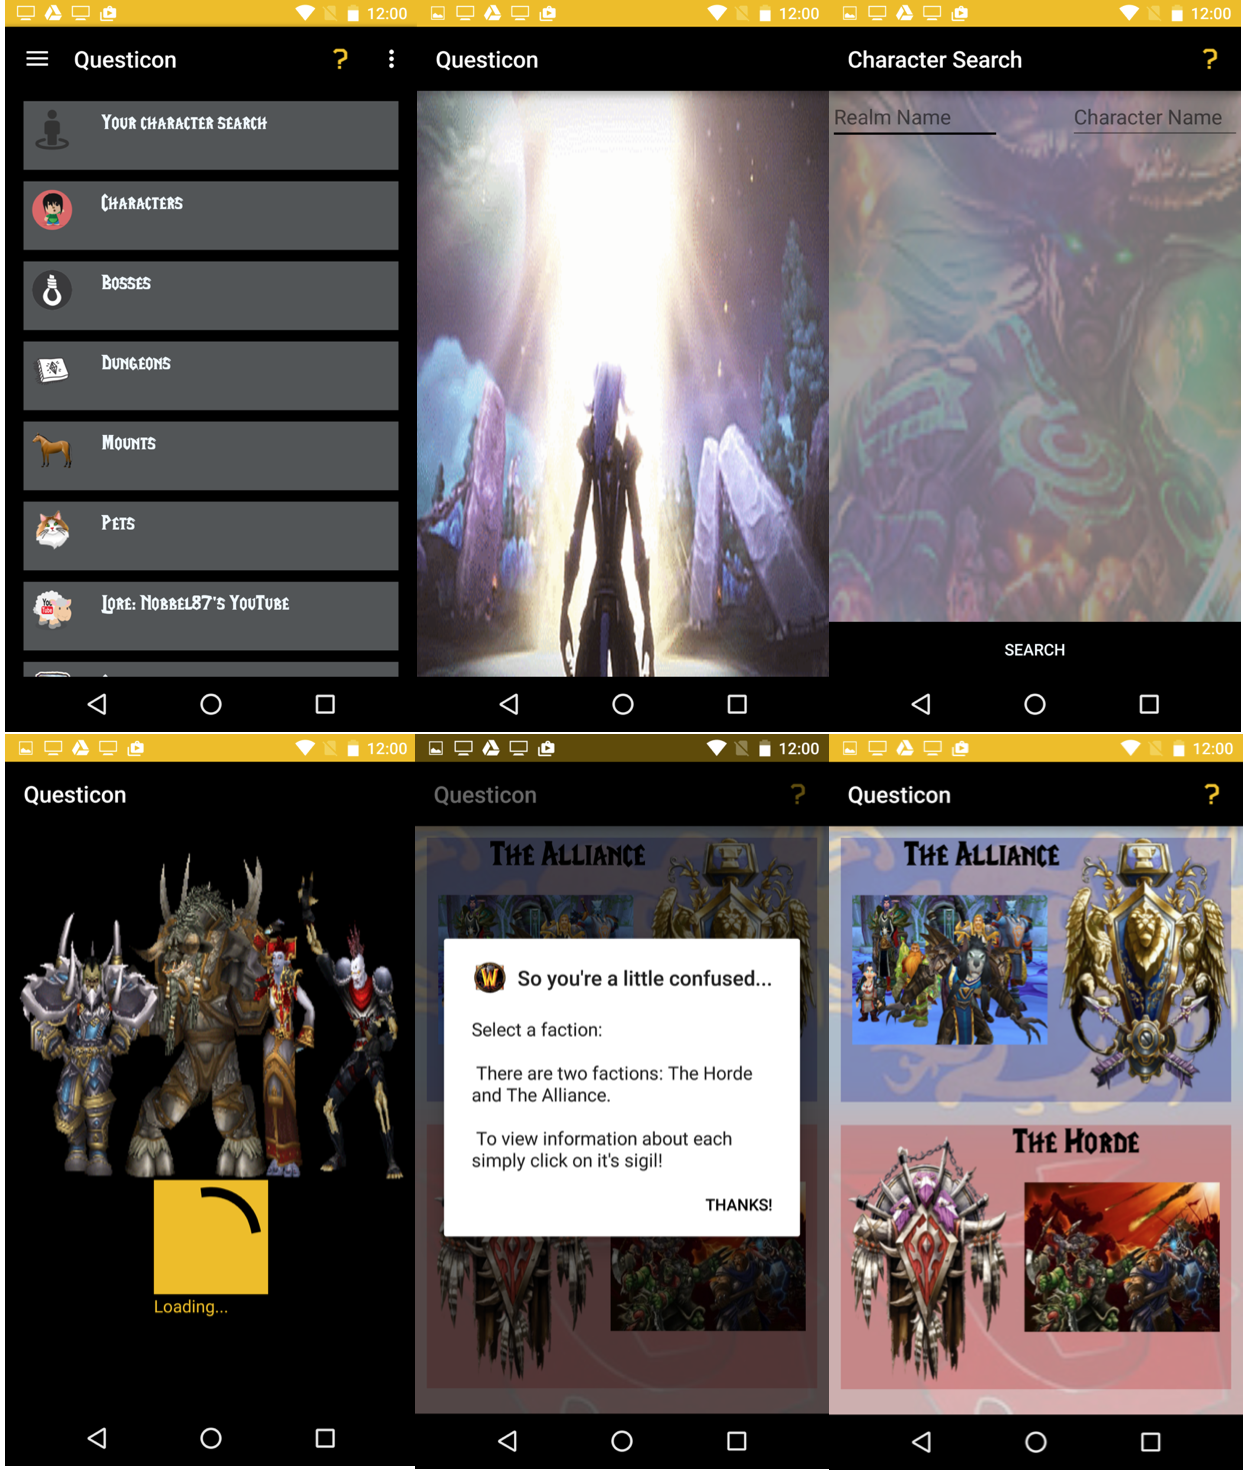 12:00
Questicon
?
Your character search
Characters
Bosses
Dungeons
Mounts
Pets
You
Tube
Lore: Nobbel87's YouTube
12:00
Questicon
12:00
Character Search
?
Realm Name
Character Name
SEARCH
12:00
Questicon
Loading...
12:00
Questicon
?
The Alliance
W
So you're a little confused...
Select a faction:
There are two factions: The Horde
and The Alliance.
To view information about each
simply click on it's sigil!
THANKS!
12:00
Questicon
?
The Alliance
The Horde